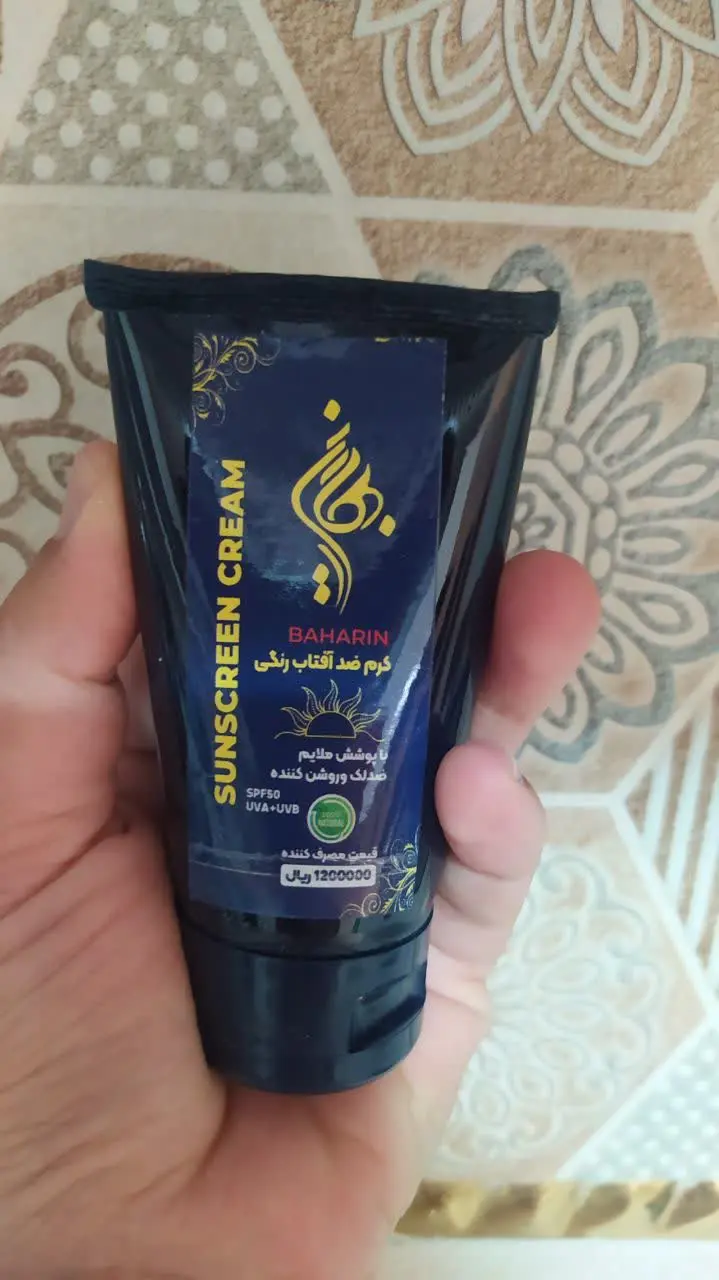 SUNSCREEN CREAM
بهارین
BAHARIN
کرم ضد آفتاب رنگی
با پوشش ملایم
ضدلک وروشن کننده
SPF50
UVA+UVB
NATURAL
قیمت مصرف کننده
1200000 ریال